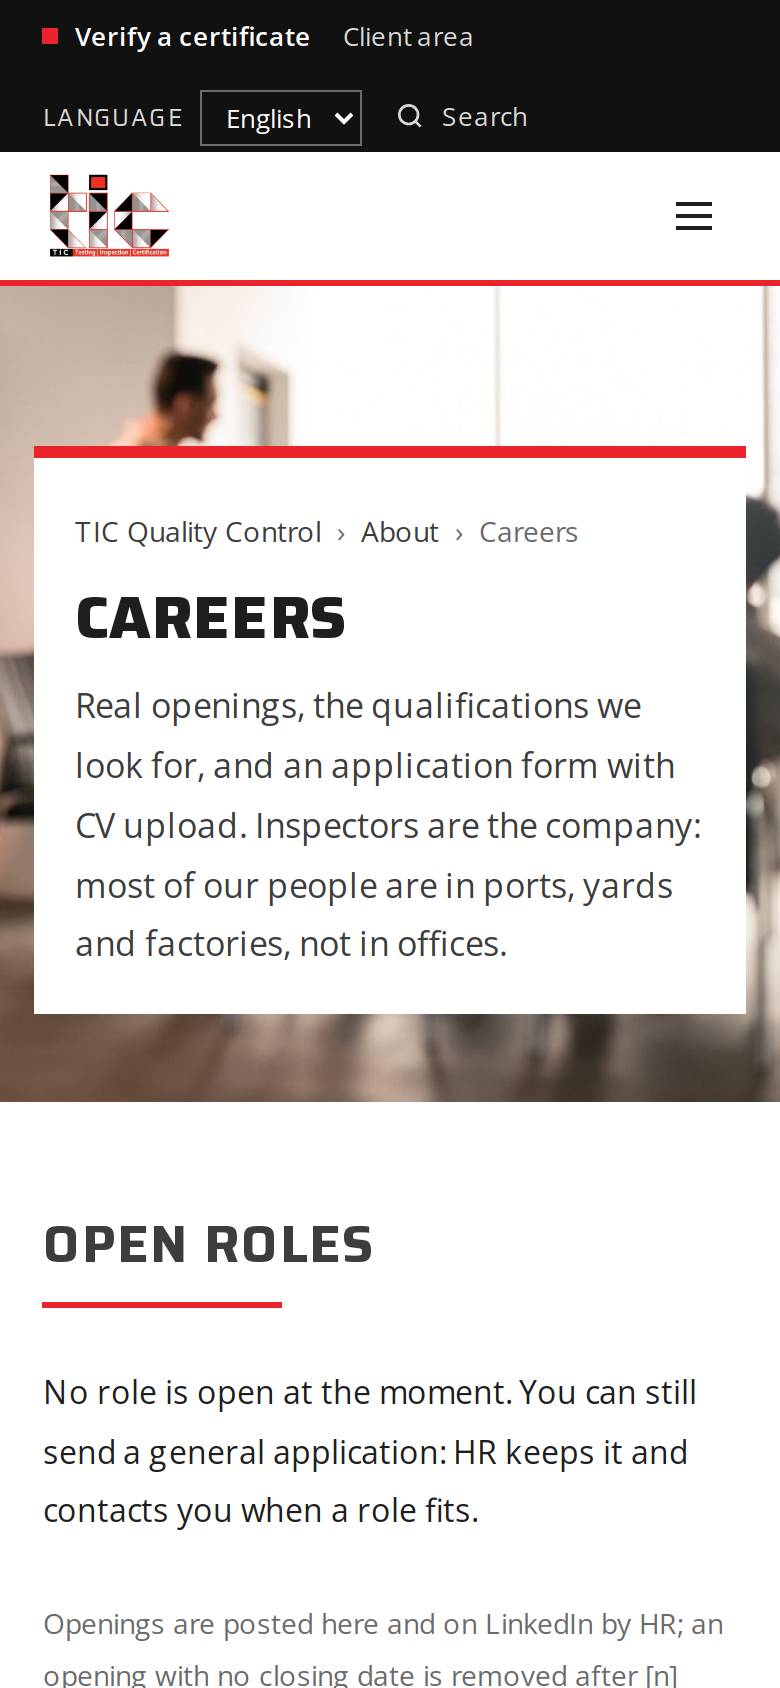 Verify a certificate Client area
LANGUAGE English Search
tic
TIC Testing | Inspection | Certification
TIC Quality Control › About › Careers
CAREERS
Real openings, the qualifications we
look for, and an application form with
CV upload. Inspectors are the company:
most of our people are in ports, yards
and factories, not in offices.
OPEN ROLES
No role is open at the moment. You can still
send a general application: HR keeps it and
contacts you when a role fits.
Openings are posted here and on LinkedIn by HR; an
opening with no closing date is removed after [n]